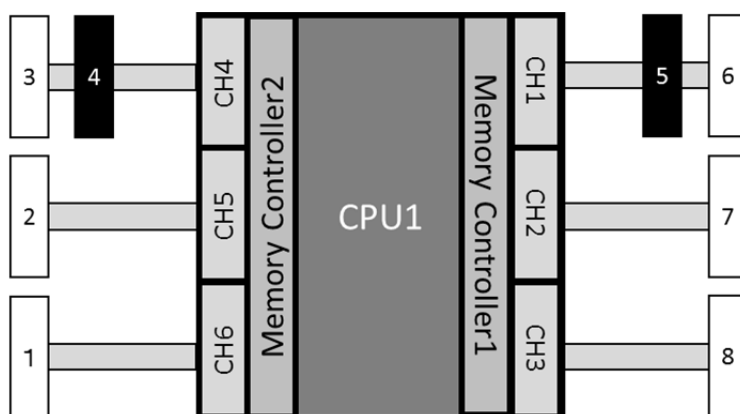 3
4
CH4
Memory Controller2
CPU1
Memory Controller1
CH1
5
6
2
CH5
CH2
7
1
CH6
CH3
8